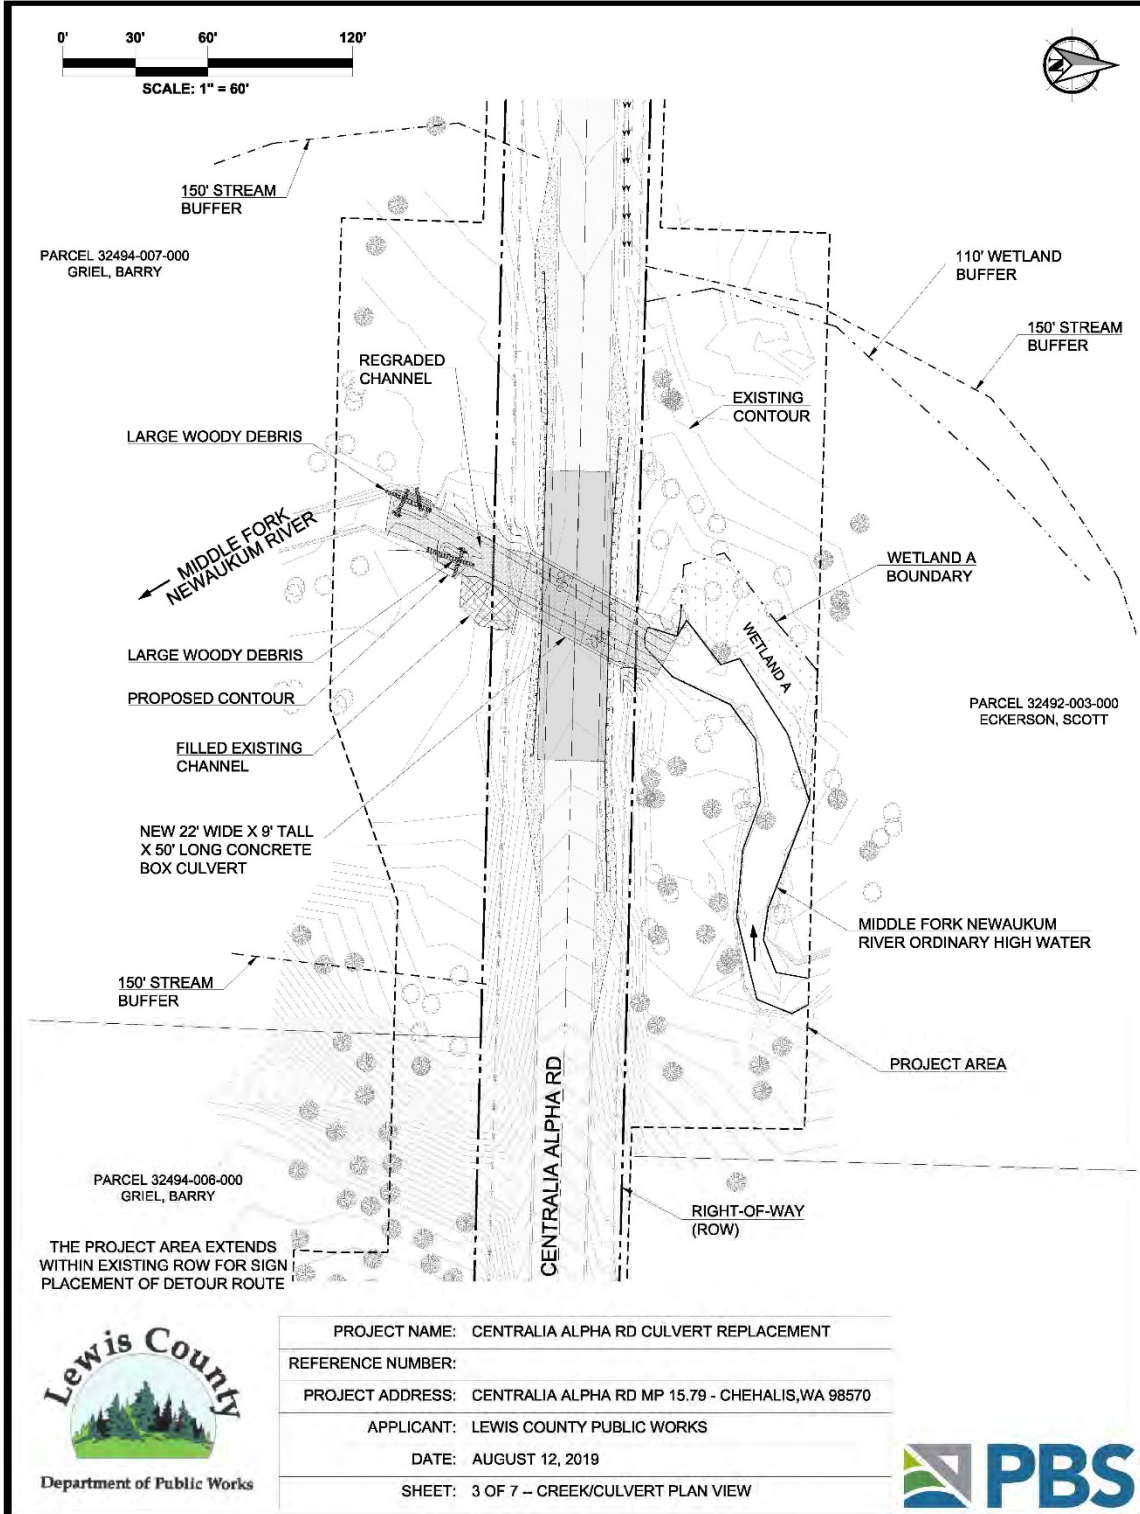 0' 30' 60' 120'
SCALE: 1" = 60'
N
150' STREAM
BUFFER
PARCEL 32494-007-000
GRIEL, BARRY
110' WETLAND
BUFFER
150' STREAM
BUFFER
REGRADED
CHANNEL
EXISTING
CONTOUR
LARGE WOODY DEBRIS
MIDDLE FORK
NEWAUKUM RIVER
WETLAND A
BOUNDARY
WETLAND A
LARGE WOODY DEBRIS
PROPOSED CONTOUR
PARCEL 32492-003-000
ECKERSON, SCOTT
FILLED EXISTING
CHANNEL
NEW 22' WIDE X 9' TALL
X 50' LONG CONCRETE
BOX CULVERT
MIDDLE FORK NEWAUKUM
RIVER ORDINARY HIGH WATER
150' STREAM
BUFFER
PROJECT AREA
CENTRALIA ALPHA RD
PARCEL 32494-006-000
GRIEL, BARRY
RIGHT-OF-WAY
(ROW)
THE PROJECT AREA EXTENDS
WITHIN EXISTING ROW FOR SIGN
PLACEMENT OF DETOUR ROUTE
Lewis County
Department of Public Works
PROJECT NAME: CENTRALIA ALPHA RD CULVERT REPLACEMENT
REFERENCE NUMBER:
PROJECT ADDRESS: CENTRALIA ALPHA RD MP 15.79 - CHEHALIS,WA 98570
APPLICANT: LEWIS COUNTY PUBLIC WORKS
DATE: AUGUST 12, 2019
SHEET: 3 OF 7 – CREEK/CULVERT PLAN VIEW
PBS